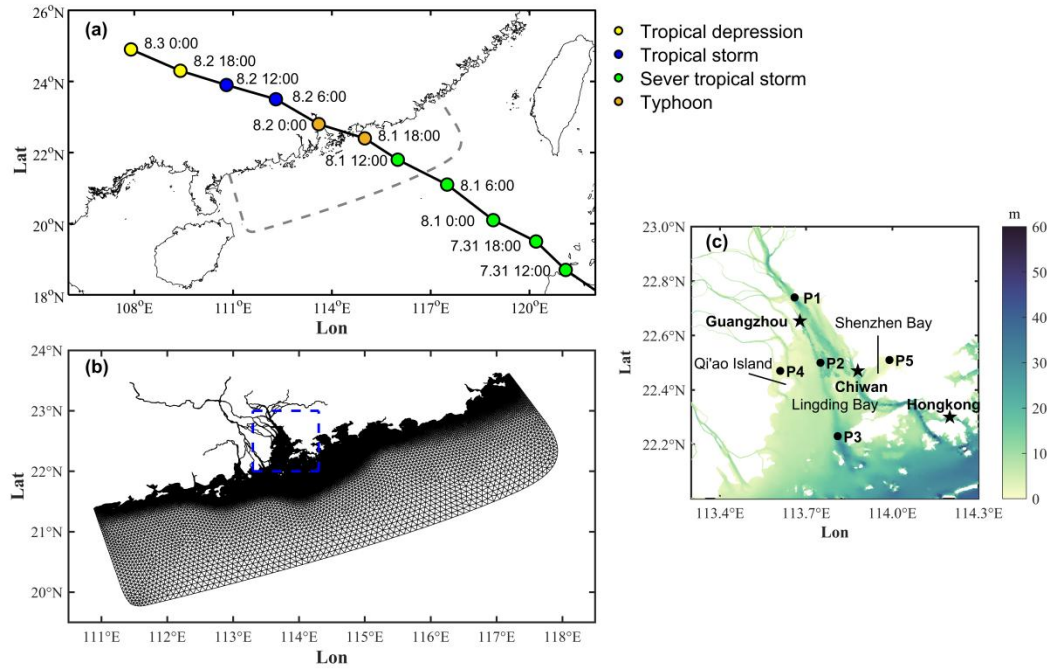 (a)
26°N
24°N
22°N
20°N
18°N
Lat
8.3 0:00
8.2 18:00
8.2 12:00
8.2 6:00
8.2 0:00
8.1 18:00
8.1 12:00
8.1 6:00
8.1 0:00
7.31 18:00
7.31 12:00
108°E 111°E 114°E 117°E 120°E
Lon
Tropical depression
Tropical storm
Sever tropical storm
Typhoon
(b)
24°N
23°N
22°N
21°N
20°N
Lat
111°E 112°E 113°E 114°E 115°E 116°E 117°E 118°E
Lon
(c)
23.0°N
22.8°N
22.6°N
22.4°N
22.2°N
Lat
P1
Guangzhou
Shenzhen Bay
Qi'ao Island
P2
P5
P4
Chiwan
Lingding Bay
Hongkong
P3
113.4°E 113.7°E 114.0°E 114.3°E
Lon
m
60
50
40
30
20
10
0